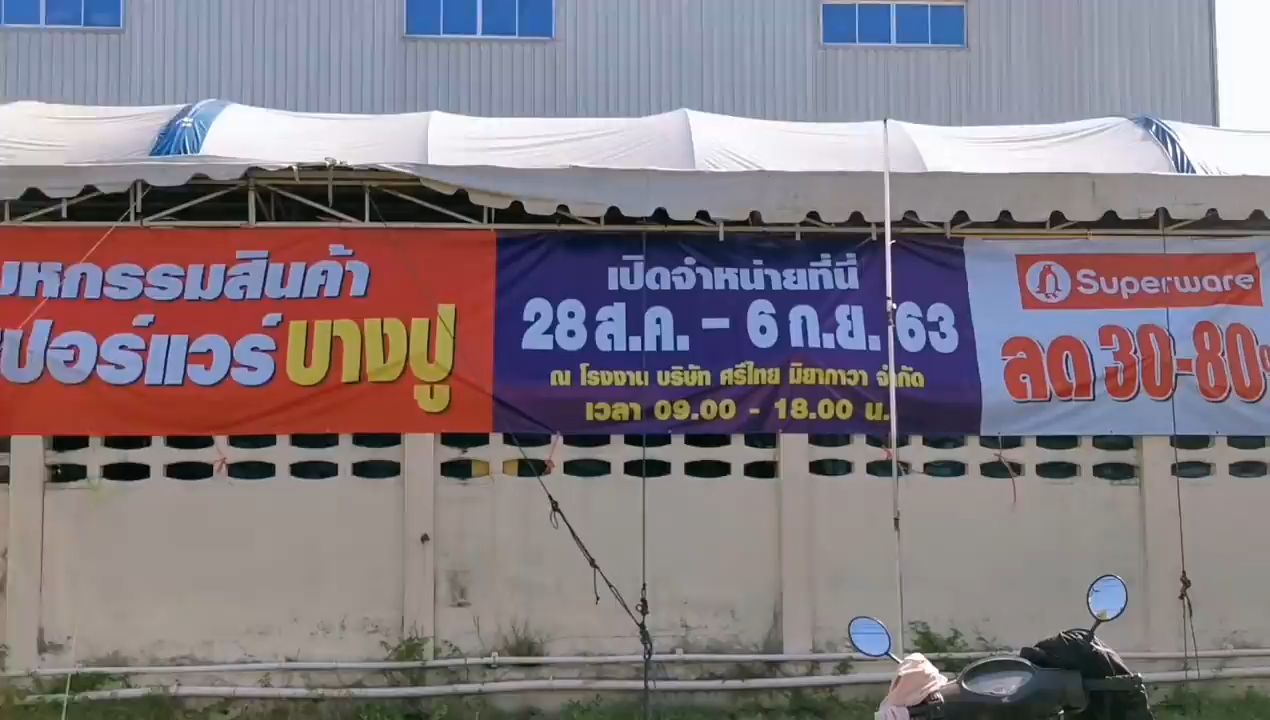 มหกรรมสินค้า
ปอร์แวร์ บางปู
เปิดจำหน่ายที่นี่
28 ส.ค. - 6 ก.ย. 63
ณ โรงงาน บริษัท ศรีไทย มิยากาวา จำกัด
เวลา 09.00 - 18.00 น.
Superware
ลด 30-80%